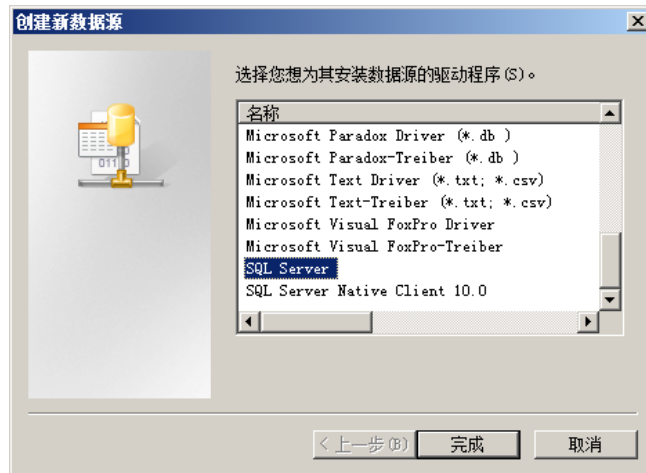 创建新数据源
选择您想为其安装数据源的驱动程序(S)。
名称
Microsoft Paradox Driver (*.db )
Microsoft Paradox-Treiber (*.db )
Microsoft Text Driver (*.txt; *.csv)
Microsoft Text-Treiber (*.txt; *.csv)
Microsoft Visual FoxPro Driver
Microsoft Visual FoxPro-Treiber
SQL Server
SQL Server Native Client 10.0
< 上一步(B)
完成
取消